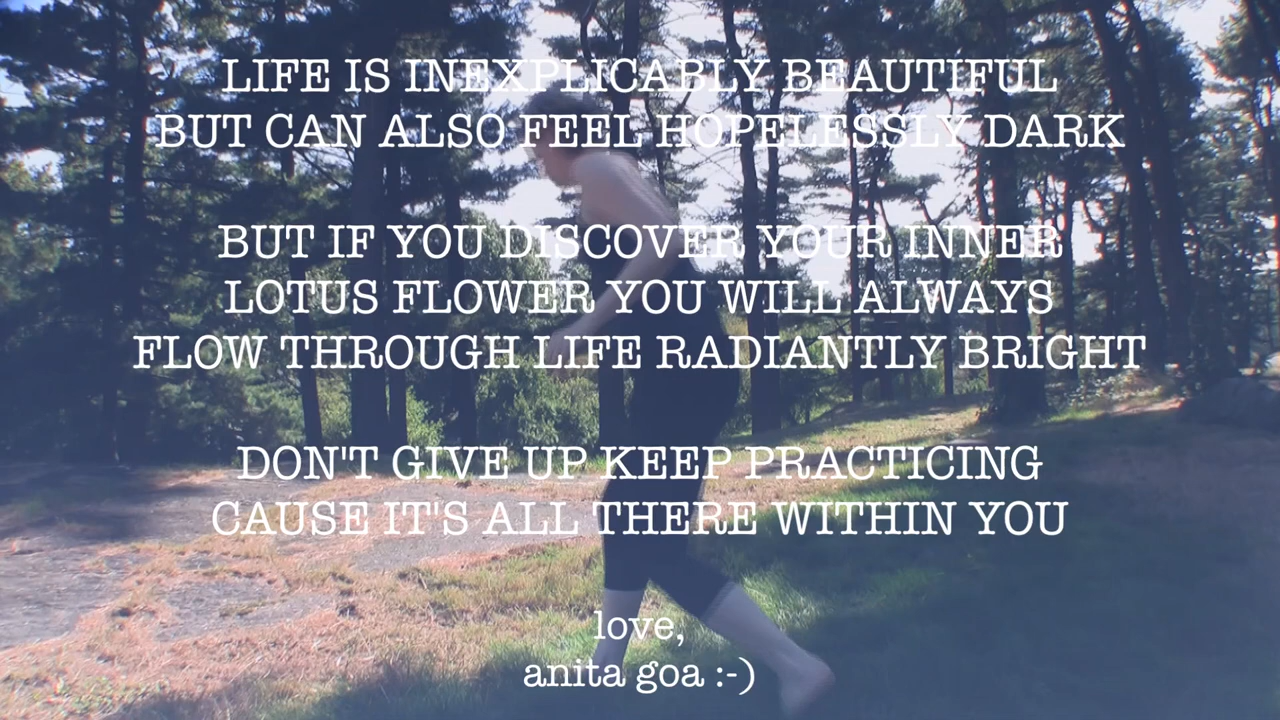 LIFE IS INEXPLICABLY BEAUTIFUL
BUT CAN ALSO FEEL HOPELESSLY DARK
BUT IF YOU DISCOVER YOUR INNER
LOTUS FLOWER YOU WILL ALWAYS
FLOW THROUGH LIFE RADIANTLY BRIGHT
DON'T GIVE UP KEEP PRACTICING
CAUSE IT'S ALL THERE WITHIN YOU
love,
anita goa :-)